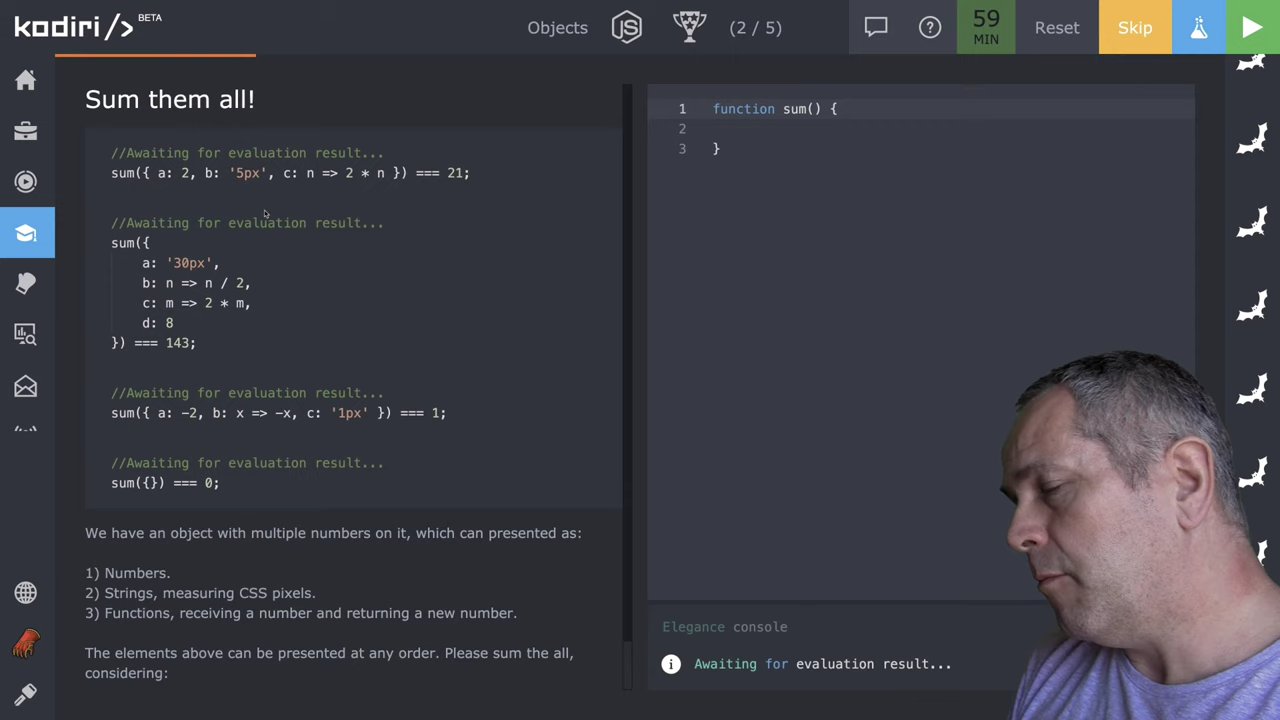 kodiri/> BETA
Objects
JS
(2 / 5)
59
MIN
Reset
Skip
Sum them all!
//Awaiting for evaluation result...
sum({ a: 2, b: '5px', c: n => 2 * n }) === 21;
//Awaiting for evaluation result...
sum({
a: '30px',
b: n => n / 2,
c: m => 2 * m,
d: 8
}) === 143;
//Awaiting for evaluation result...
sum({ a: -2, b: x => -x, c: '1px' }) === 1;
//Awaiting for evaluation result...
sum({}) === 0;
We have an object with multiple numbers on it, which can presented as:
1) Numbers.
2) Strings, measuring CSS pixels.
3) Functions, receiving a number and returning a new number.
The elements above can be presented at any order. Please sum the all,
considering:
1 function sum() {
2
3 }
Elegance console
Awaiting for evaluation result...